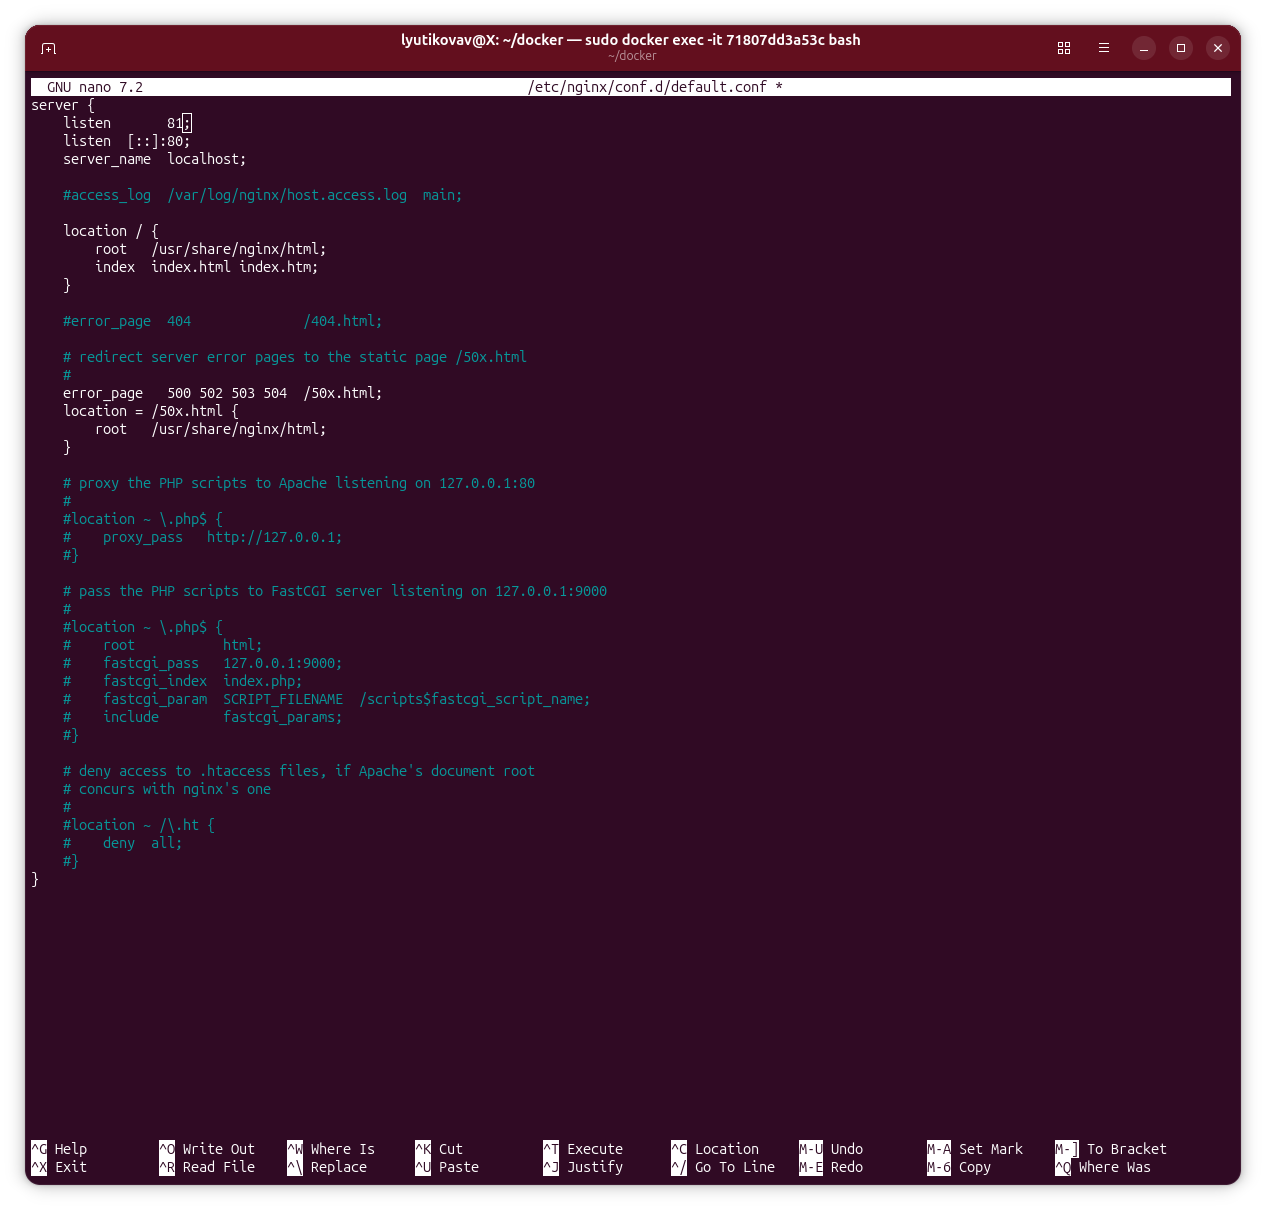 lyutikovav@X: ~/docker — sudo docker exec -it 71807dd3a53c bash
~/docker
GNU nano 7.2 /etc/nginx/conf.d/default.conf *
server {
    listen       81;
    listen  [::]:80;
    server_name  localhost;

    #access_log  /var/log/nginx/host.access.log  main;

    location / {
        root   /usr/share/nginx/html;
        index  index.html index.htm;
    }

    #error_page  404              /404.html;

    # redirect server error pages to the static page /50x.html
    #
    error_page   500 502 503 504  /50x.html;
    location = /50x.html {
        root   /usr/share/nginx/html;
    }

    # proxy the PHP scripts to Apache listening on 127.0.0.1:80
    #
    #location ~ \.php$ {
    #    proxy_pass   http://127.0.0.1;
    #}

    # pass the PHP scripts to FastCGI server listening on 127.0.0.1:9000
    #
    #location ~ \.php$ {
    #    root           html;
    #    fastcgi_pass   127.0.0.1:9000;
    #    fastcgi_index  index.php;
    #    fastcgi_param  SCRIPT_FILENAME  /scripts$fastcgi_script_name;
    #    include        fastcgi_params;
    #}

    # deny access to .htaccess files, if Apache's document root
    # concurs with nginx's one
    #
    #location ~ /\.ht {
    #    deny  all;
    #}
}
^G Help ^O Write Out ^W Where Is ^K Cut ^T Execute ^C Location M-U Undo M-A Set Mark M-] To Bracket
^X Exit ^R Read File ^\ Replace ^U Paste ^J Justify ^/ Go To Line M-E Redo M-6 Copy ^Q Where Was